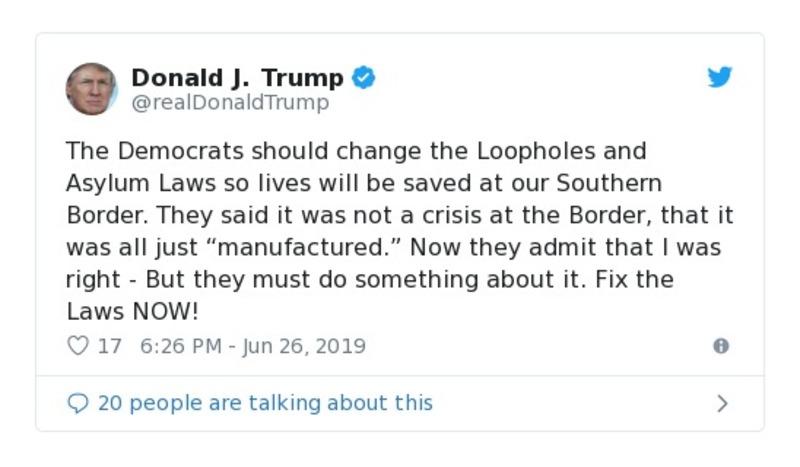 Donald J. Trump
@realDonaldTrump
The Democrats should change the Loopholes and
Asylum Laws so lives will be saved at our Southern
Border. They said it was not a crisis at the Border, that it
was all just “manufactured.” Now they admit that I was
right - But they must do something about it. Fix the
Laws NOW!
17 6:26 PM - Jun 26, 2019
20 people are talking about this